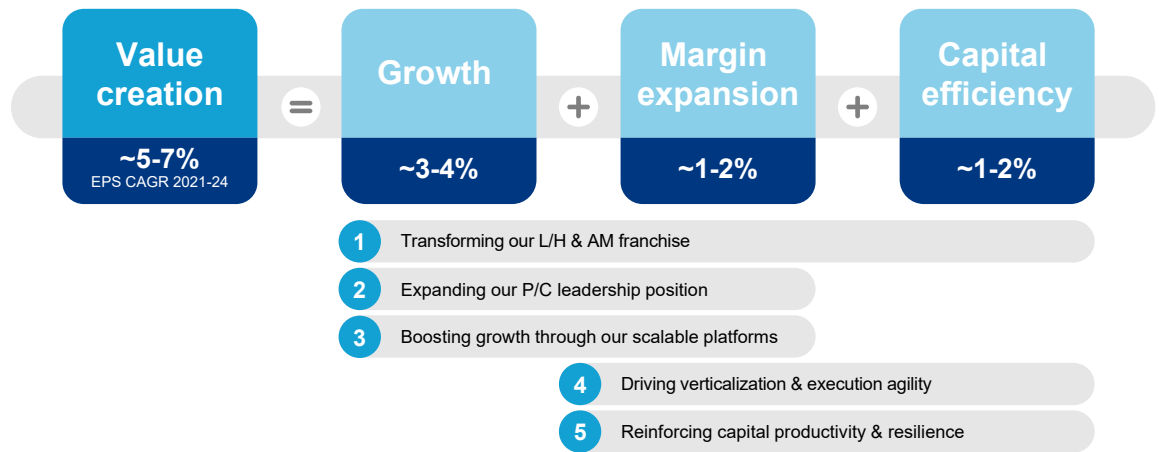 Value
creation
=
Growth
+
Margin
expansion
+
Capital
efficiency
~5-7%
EPS CAGR 2021-24
~3-4%
~1-2%
~1-2%
1 Transforming our L/H & AM franchise
2 Expanding our P/C leadership position
3 Boosting growth through our scalable platforms
4 Driving verticalization & execution agility
5 Reinforcing capital productivity & resilience